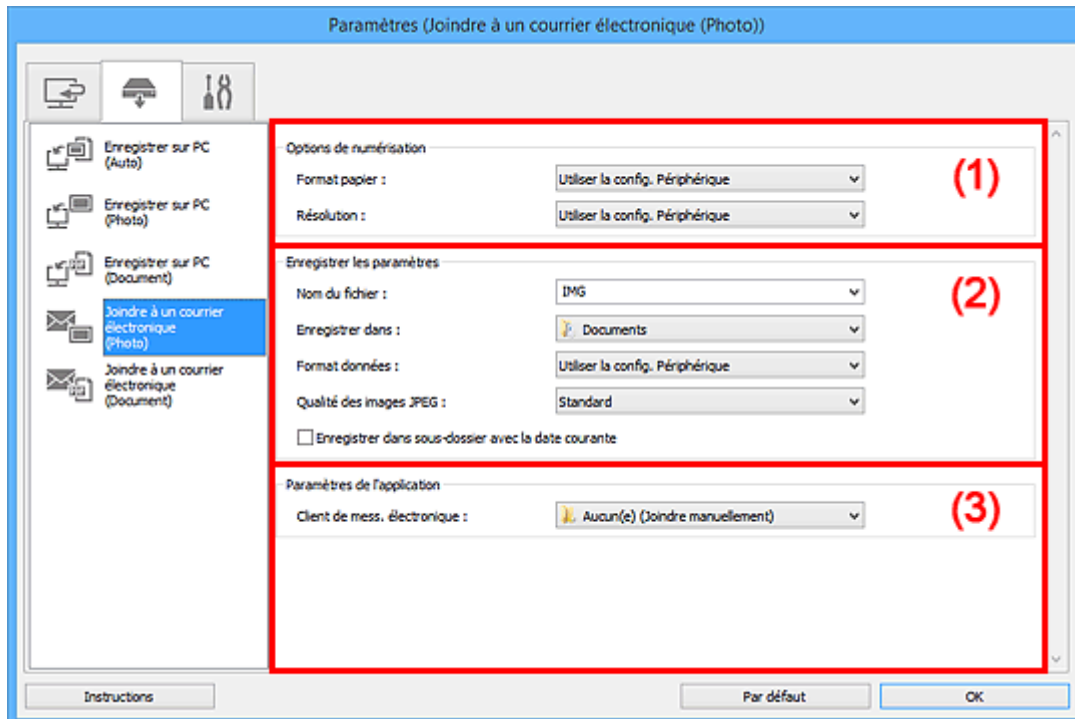 Paramètres (Joindre à un courrier électronique (Photo))
Enregistrer sur PC
(Auto)
Enregistrer sur PC
(Photo)
Enregistrer sur PC
(Document)
Joindre à un courrier
électronique
(Photo)
Joindre à un courrier
électronique
(Document)
Options de numérisation
(1)
Format papier : Utiliser la config. Périphérique
Résolution : Utiliser la config. Périphérique
Enregistrer les paramètres
(2)
Nom du fichier : IMG
Enregistrer dans : Documents
Format données : Utiliser la config. Périphérique
Qualité des images JPEG : Standard
Enregistrer dans sous-dossier avec la date courante
Paramètres de l'application
(3)
Client de mess. électronique : Aucun(e) (Joindre manuellement)
Instructions Par défaut OK